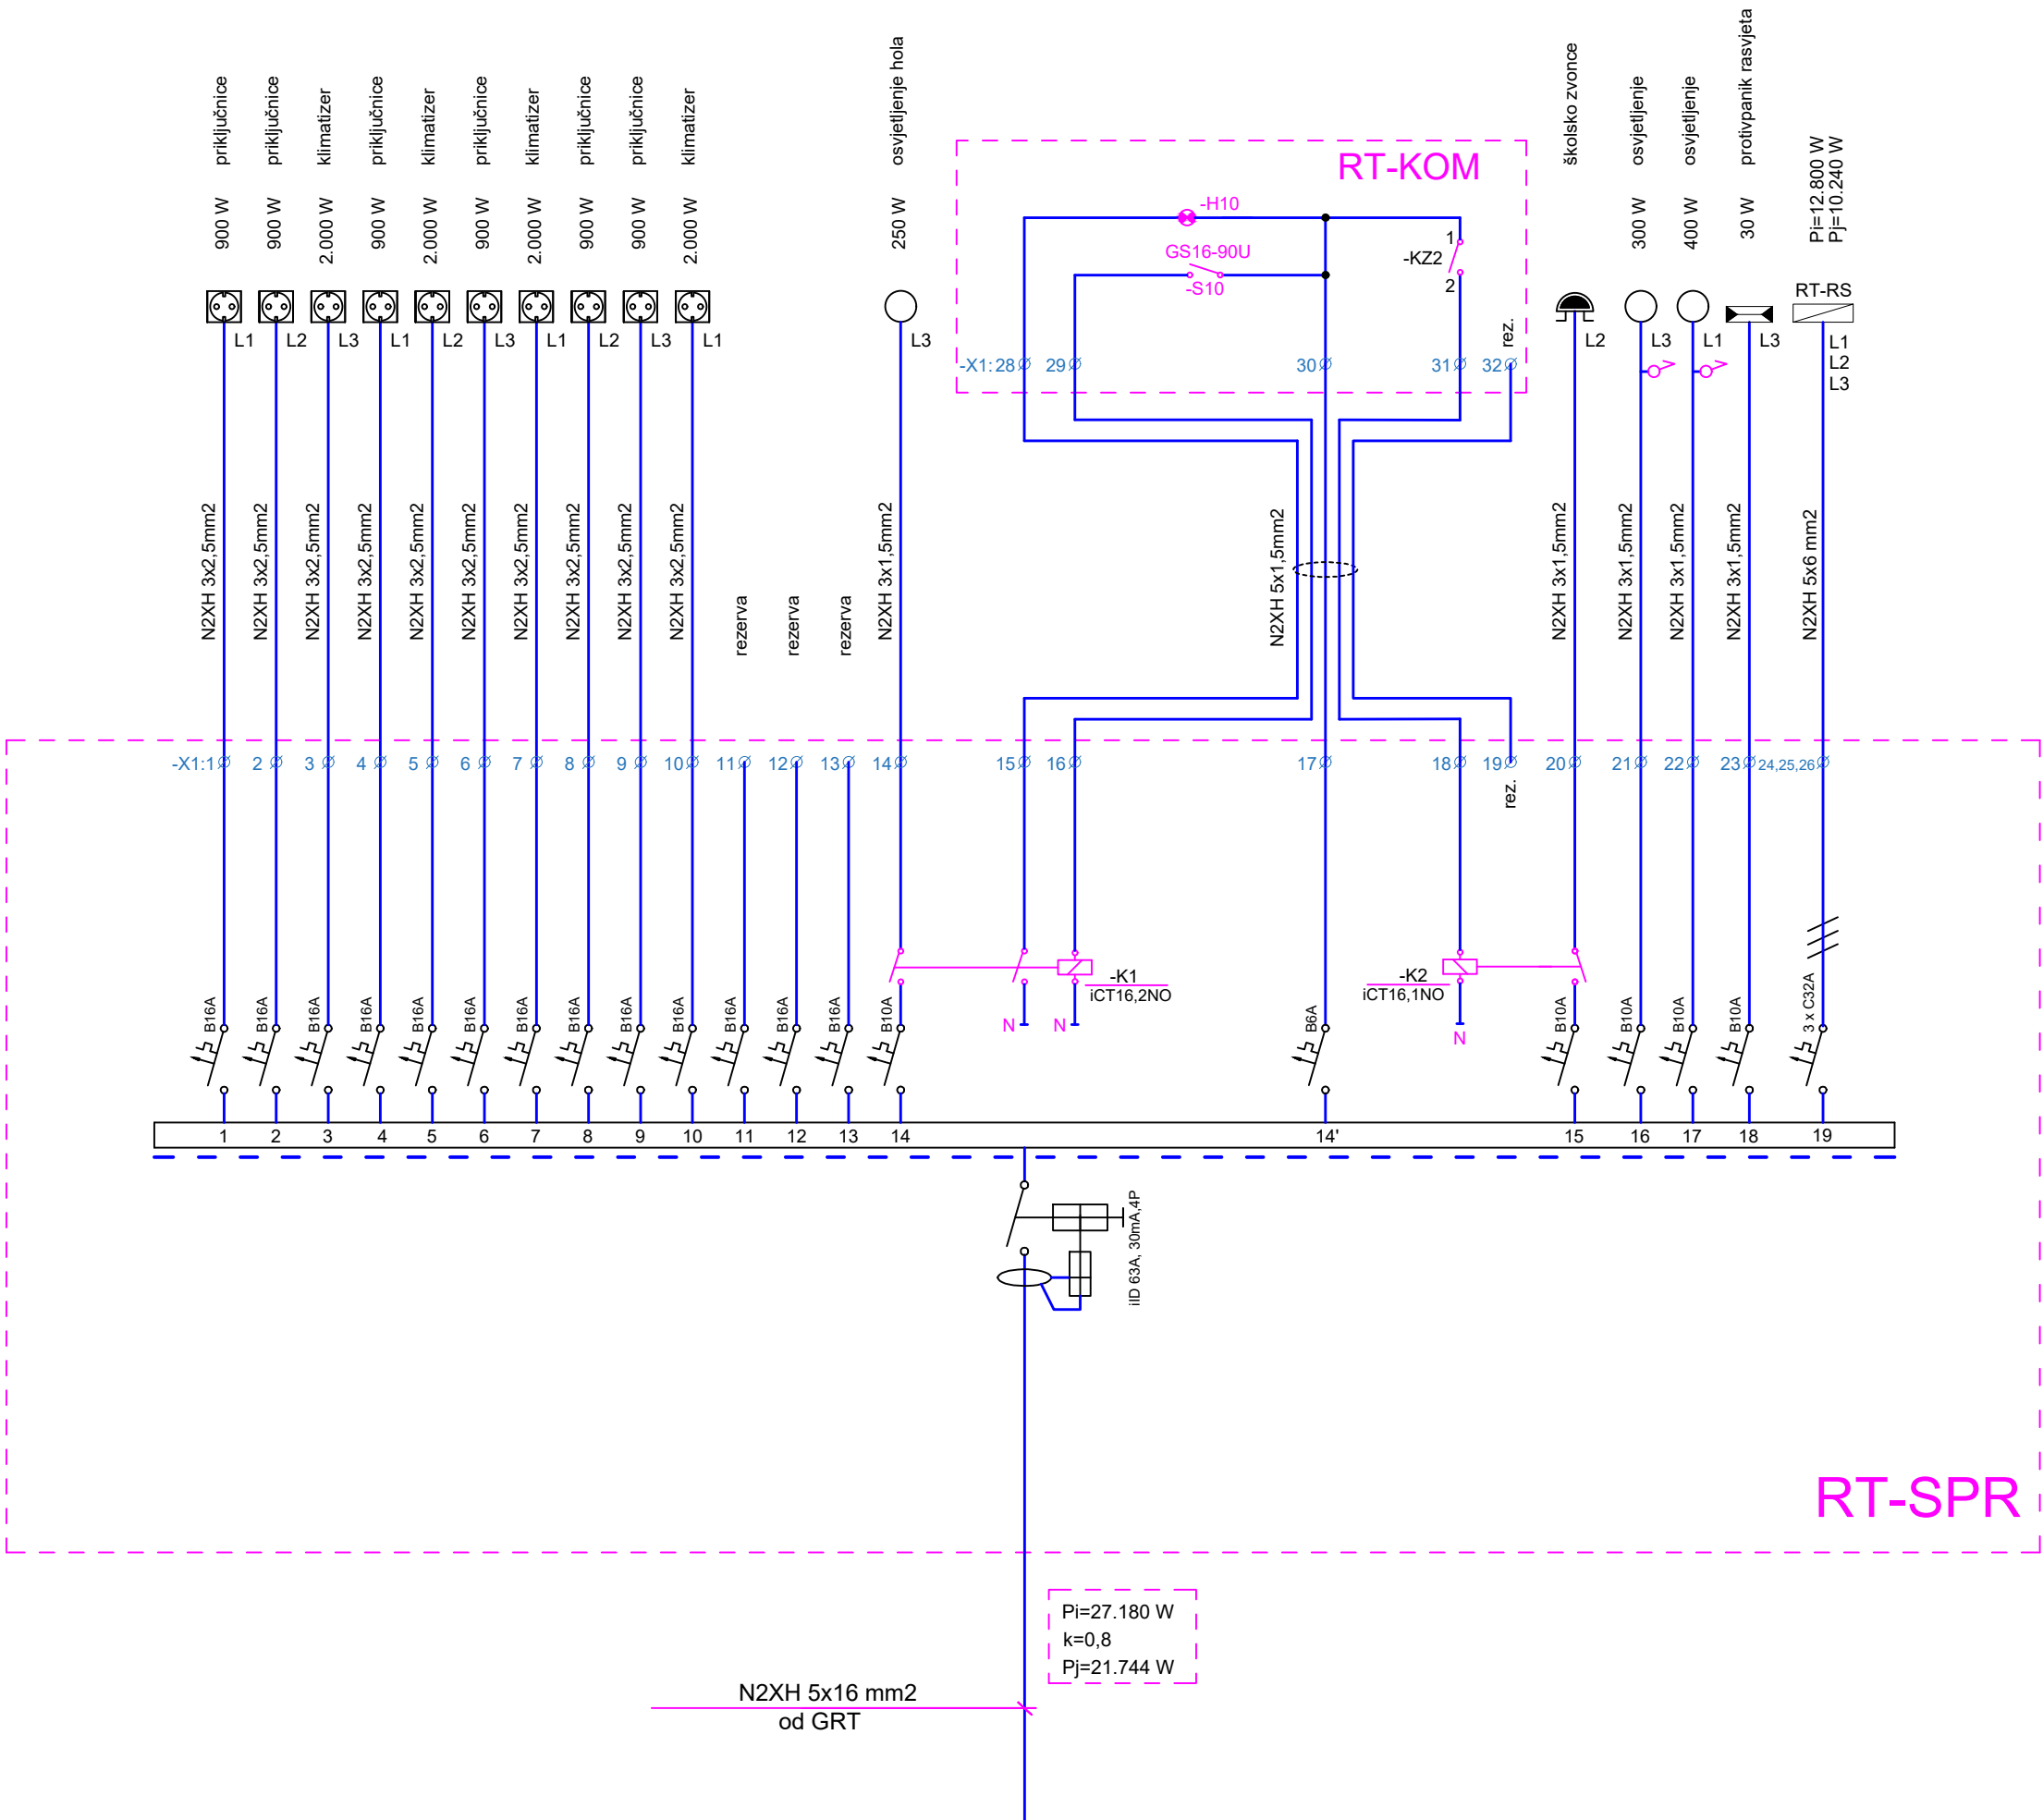 priključnice
priključnice
klimatizer
priključnice
klimatizer
priključnice
klimatizer
priključnice
priključnice
klimatizer
osvjetljenje hola
školsko zvonce
osvjetljenje
osvjetljenje
protivpanik rasvjeta
900 W
900 W
2.000 W
900 W
2.000 W
900 W
2.000 W
900 W
900 W
2.000 W
250 W
300 W
400 W
30 W
Pi=12.800 W
Pj=10.240 W
RT-KOM
-H10
GS16-90U
-S10
1
-KZ2
2
RT-RS
L1
L2
L3
L1
L2
L3
L1
L2
L3
L1
L3
L2
L3
L1
L3
L1
L2
L3
-X1: 28
29
30
31
32
rez.
N2XH 3x2,5mm2
N2XH 3x2,5mm2
N2XH 3x2,5mm2
N2XH 3x2,5mm2
N2XH 3x2,5mm2
N2XH 3x2,5mm2
N2XH 3x2,5mm2
N2XH 3x2,5mm2
N2XH 3x2,5mm2
N2XH 3x2,5mm2
rezerva
rezerva
rezerva
N2XH 3x1,5mm2
N2XH 5x1,5mm2
N2XH 3x1,5mm2
N2XH 3x1,5mm2
N2XH 3x1,5mm2
N2XH 3x1,5mm2
N2XH 5x6 mm2
-X1:1
2
3
4
5
6
7
8
9
10
11
12
13
14
15
16
17
18
19
rez.
20
21
22
23
24,25,26
-K1
iCT16,2NO
-K2
iCT16,1NO
N
N
N
B16A
B16A
B16A
B16A
B16A
B16A
B16A
B16A
B16A
B16A
B16A
B16A
B16A
B10A
B6A
B10A
B10A
B10A
B10A
3 x C32A
1
2
3
4
5
6
7
8
9
10
11
12
13
14
14'
15
16
17
18
19
iID 63A, 30mA,4P
RT-SPR
Pi=27.180 W
k=0,8
Pj=21.744 W
N2XH 5x16 mm2
od GRT